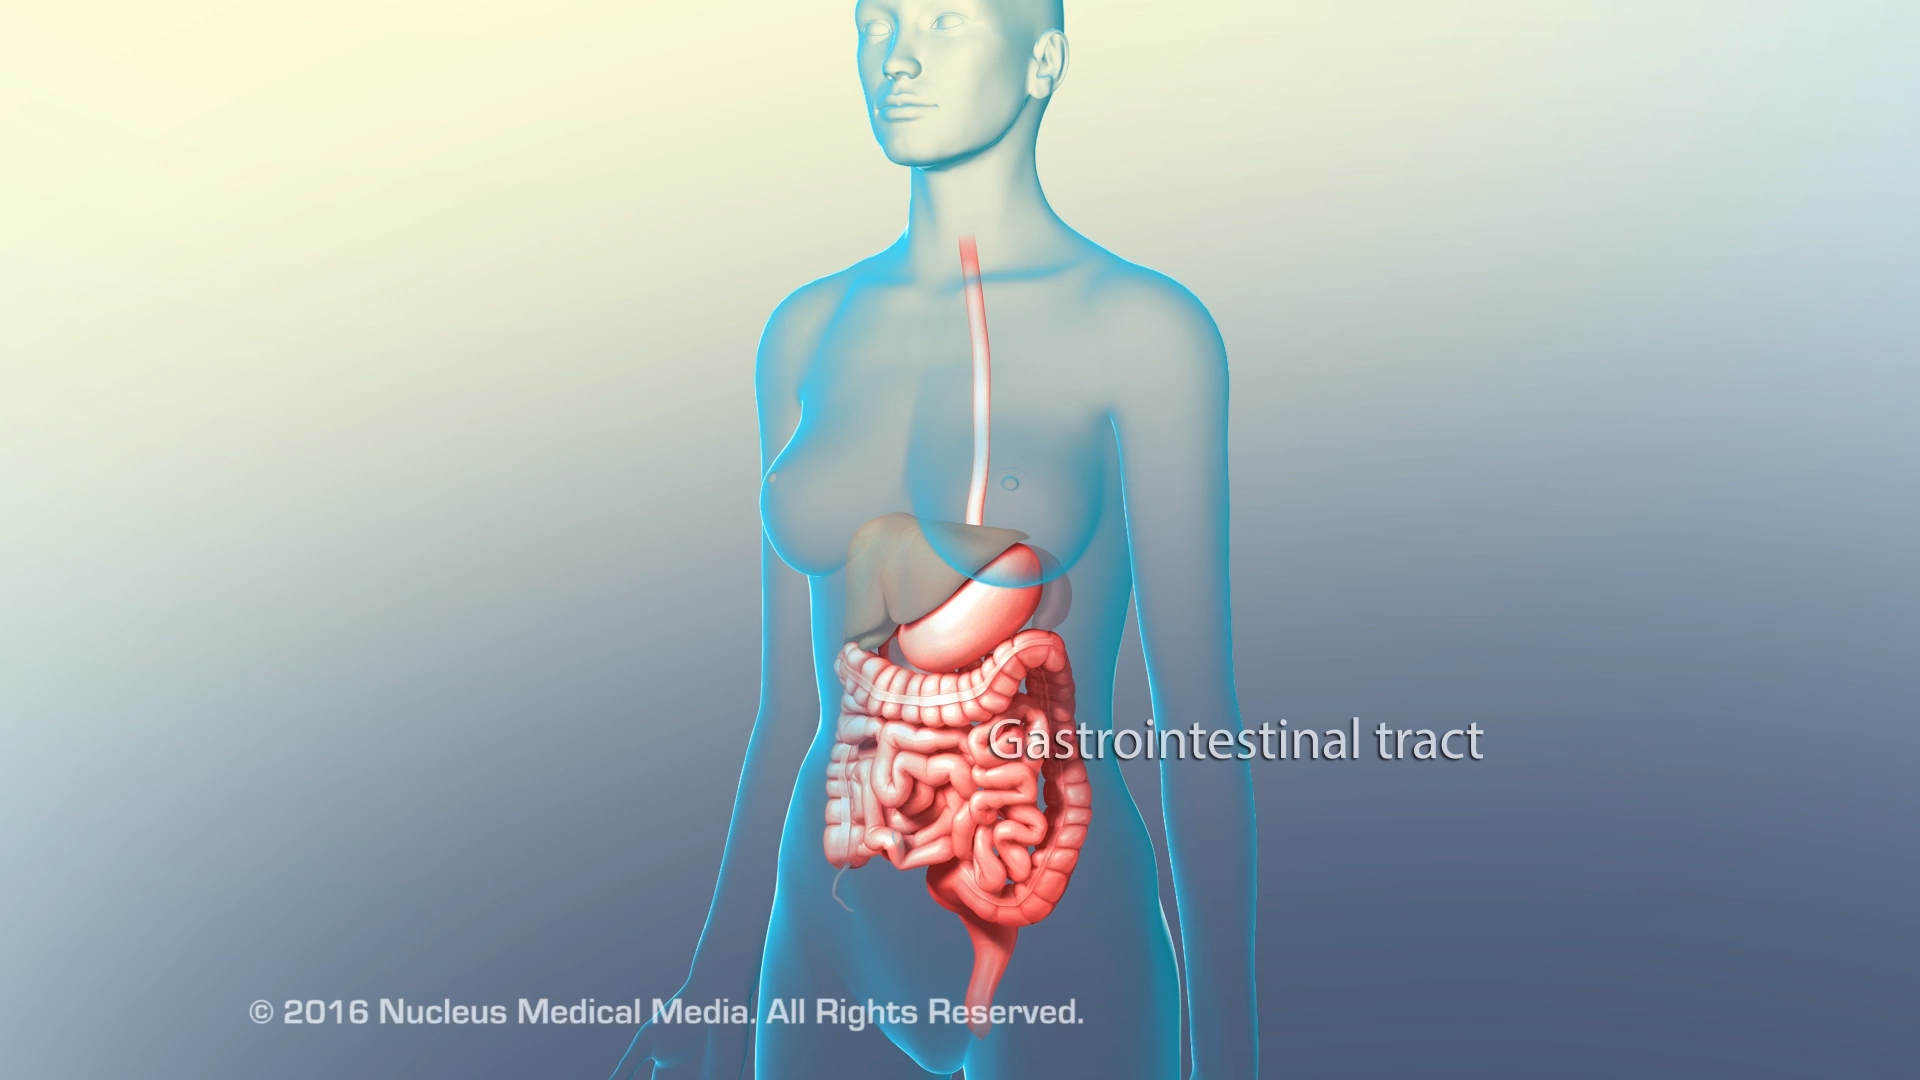 Gastrointestinal tract
© 2016 Nucleus Medical Media. All Rights Reserved.